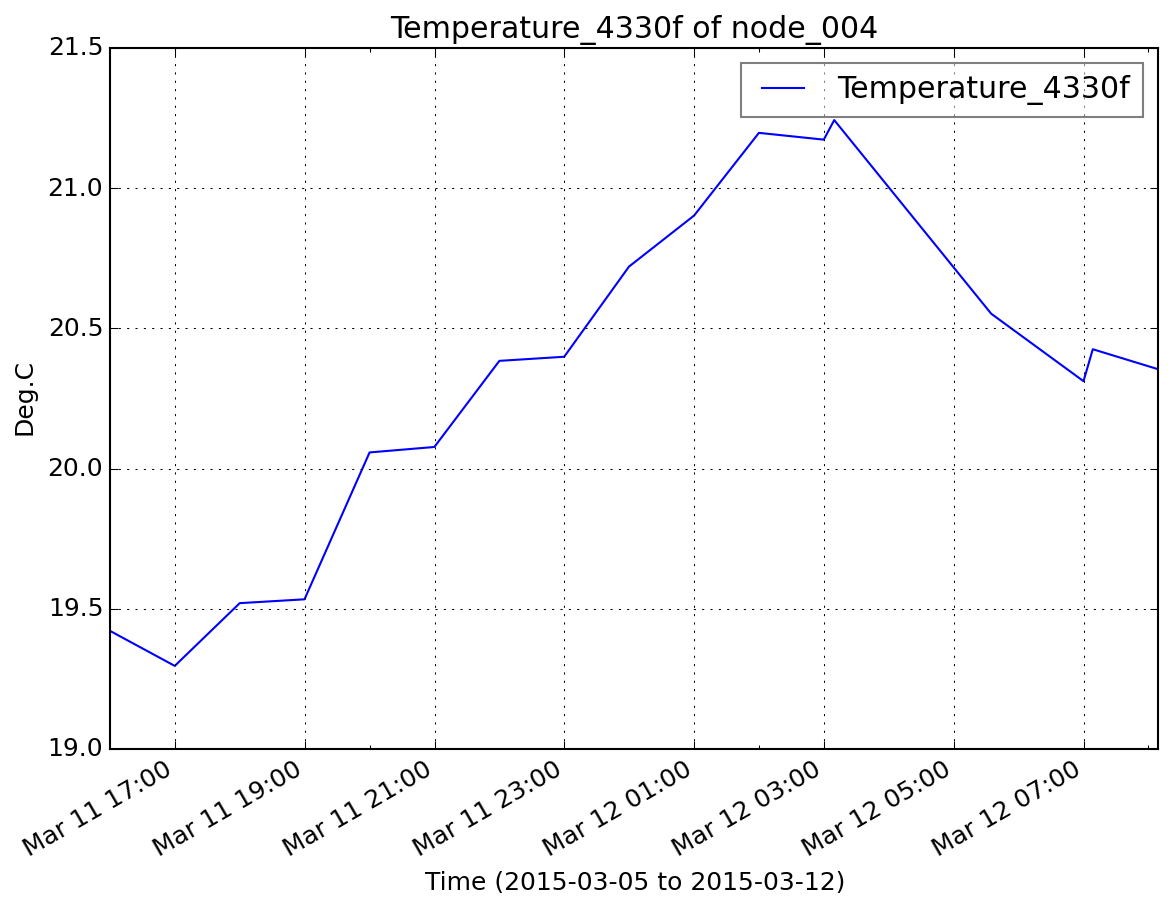 Temperature_4330f of node_004
Temperature_4330f
21.5
21.0
20.5
20.0
19.5
19.0
Deg.C
Mar 11 17:00
Mar 11 19:00
Mar 11 21:00
Mar 11 23:00
Mar 12 01:00
Mar 12 03:00
Mar 12 05:00
Mar 12 07:00
Time (2015-03-05 to 2015-03-12)